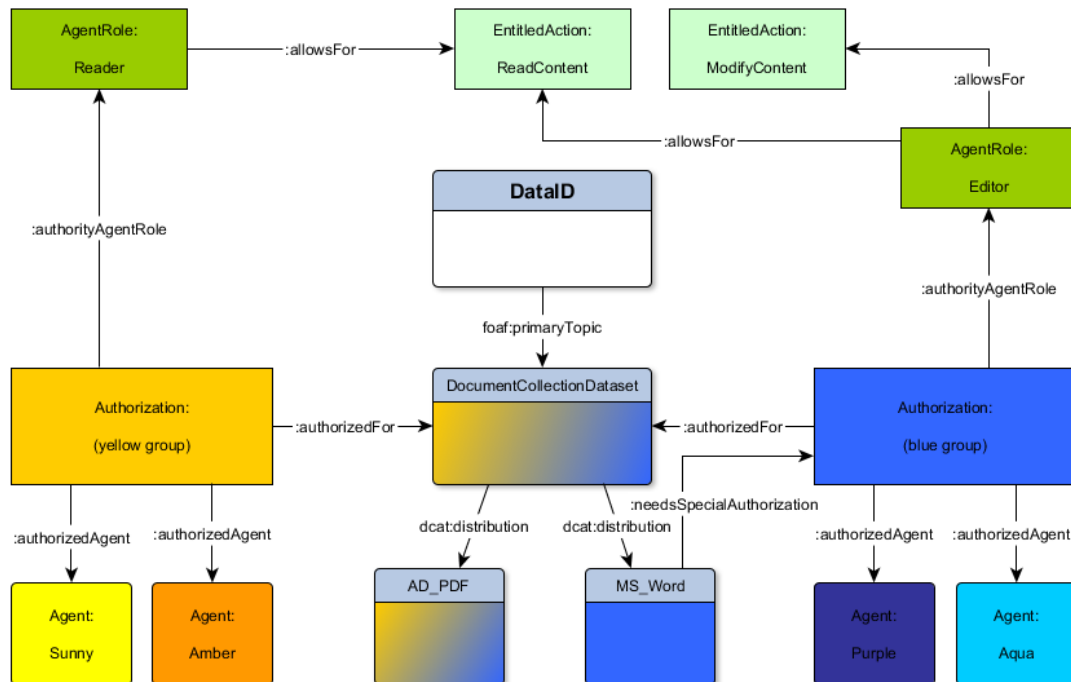 AgentRole:
Reader
:allowsFor
EntitledAction:
ReadContent
EntitledAction:
ModifyContent
:allowsFor
:allowsFor
AgentRole:
Editor
DataID
:authorityAgentRole
:authorityAgentRole
foaf:primaryTopic
Authorization:
(yellow group)
:authorizedFor
DocumentCollectionDataset
:authorizedFor
Authorization:
(blue group)
:needsSpecialAuthorization
:authorizedAgent
:authorizedAgent
dcat:distribution
dcat:distribution
:authorizedAgent
:authorizedAgent
Agent:
Sunny
Agent:
Amber
AD_PDF
MS_Word
Agent:
Purple
Agent:
Aqua